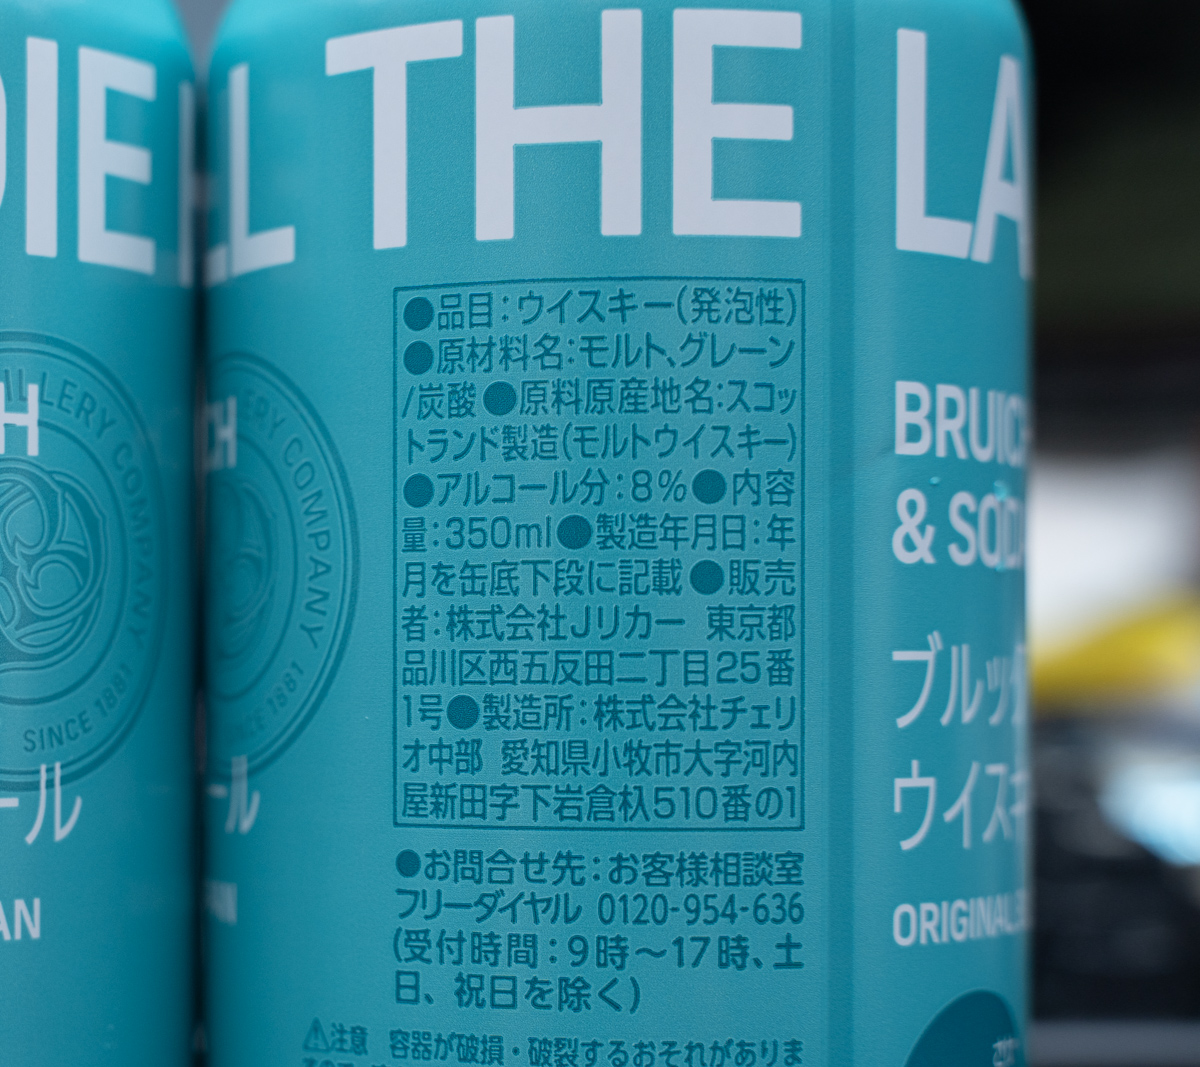 THE
●品目：ウイスキー(発泡性)
●原材料名：モルト、グレーン
/炭酸 ●原料原産地名：スコッ
トランド製造(モルトウイスキー)
●アルコール分：8% ●内容
量：350ml ●製造年月日：年
月を缶底下段に記載 ●販売
者：株式会社Jリカー 東京都
品川区西五反田二丁目25番
1号 ●製造所：株式会社チェリ
オ中部 愛知県小牧市大字河内
屋新田字下岩倉杁510番の1
●お問合せ先：お客様相談室
フリーダイヤル 0120-954-636
(受付時間：9時～17時、土
日、祝日を除く)
⚠注意 容器が破損・破裂するおそれがありま
LA
BRUICH
& SODA
ブルッ
ウイスキ
ORIGINAL
DIE
LLERY COMPANY
SINCE 1881
H
ール
AN
LL
CH
ERY COMPANY
SINCE 1881
ール